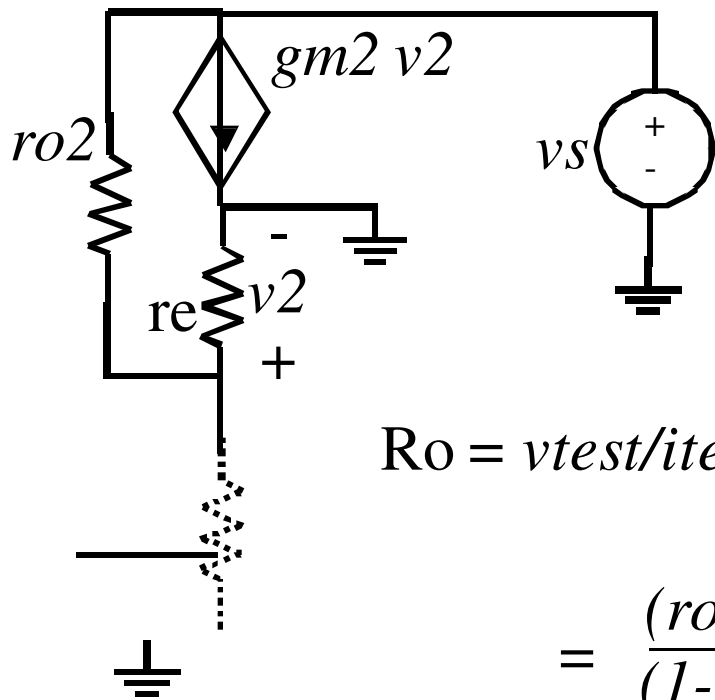 gm2 v2
ro2
vs
+
-
-
re
v2
+
Ro = vtest/ite
= (ro
(1-